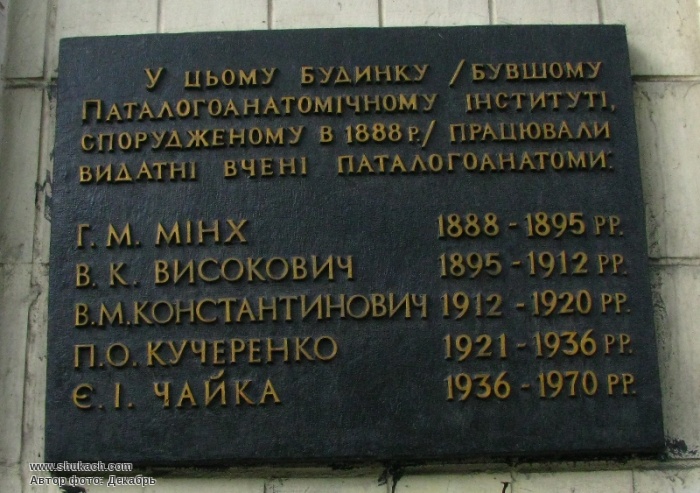 У ЦЬОМУ БУДИНКУ /БУВШОМУ
ПАТАЛОГОАНАТОМІЧНОМУ ІНСТИТУТІ,
СПОРУДЖЕНОМУ В 1888 Р./ ПРАЦЮВАЛИ
ВИДАТНІ ВЧЕНІ ПАТАЛОГОАНАТОМИ:
Г. М. МІНХ 1888 - 1895 РР.
В. К. ВИСОКОВИЧ 1895 - 1912 РР.
В.М.КОНСТАНТИНОВИЧ 1912 - 1920 РР.
П.О. КУЧЕРЕНКО 1921 - 1936 РР.
Є. І. ЧАЙКА 1936 - 1970 РР.
www.shukach.com
Автор фото: Декабрь